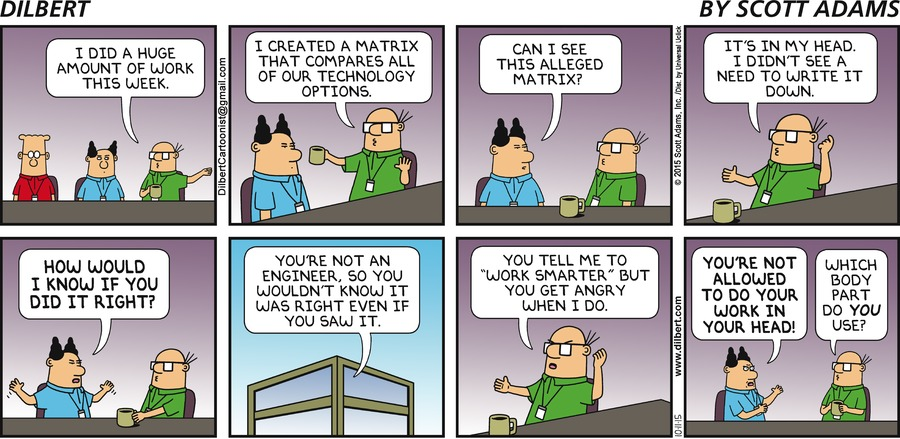 DILBERT
BY SCOTT ADAMS
I DID A HUGE
AMOUNT OF WORK
THIS WEEK.
DilbertCartoonist@gmail.com
I CREATED A MATRIX
THAT COMPARES ALL
OF OUR TECHNOLOGY
OPTIONS.
CAN I SEE
THIS ALLEGED
MATRIX?
© 2015 Scott Adams, Inc. /Dist. by Universal Uclick
IT'S IN MY HEAD.
I DIDN'T SEE A
NEED TO WRITE IT
DOWN.
HOW WOULD
I KNOW IF YOU
DID IT RIGHT?
YOU'RE NOT AN
ENGINEER, SO YOU
WOULDN'T KNOW IT
WAS RIGHT EVEN IF
YOU SAW IT.
YOU TELL ME TO
"WORK SMARTER" BUT
YOU GET ANGRY
WHEN I DO.
www.dilbert.com
10-11-15
YOU'RE NOT
ALLOWED
TO DO YOUR
WORK IN
YOUR HEAD!
WHICH
BODY
PART
DO YOU
USE?